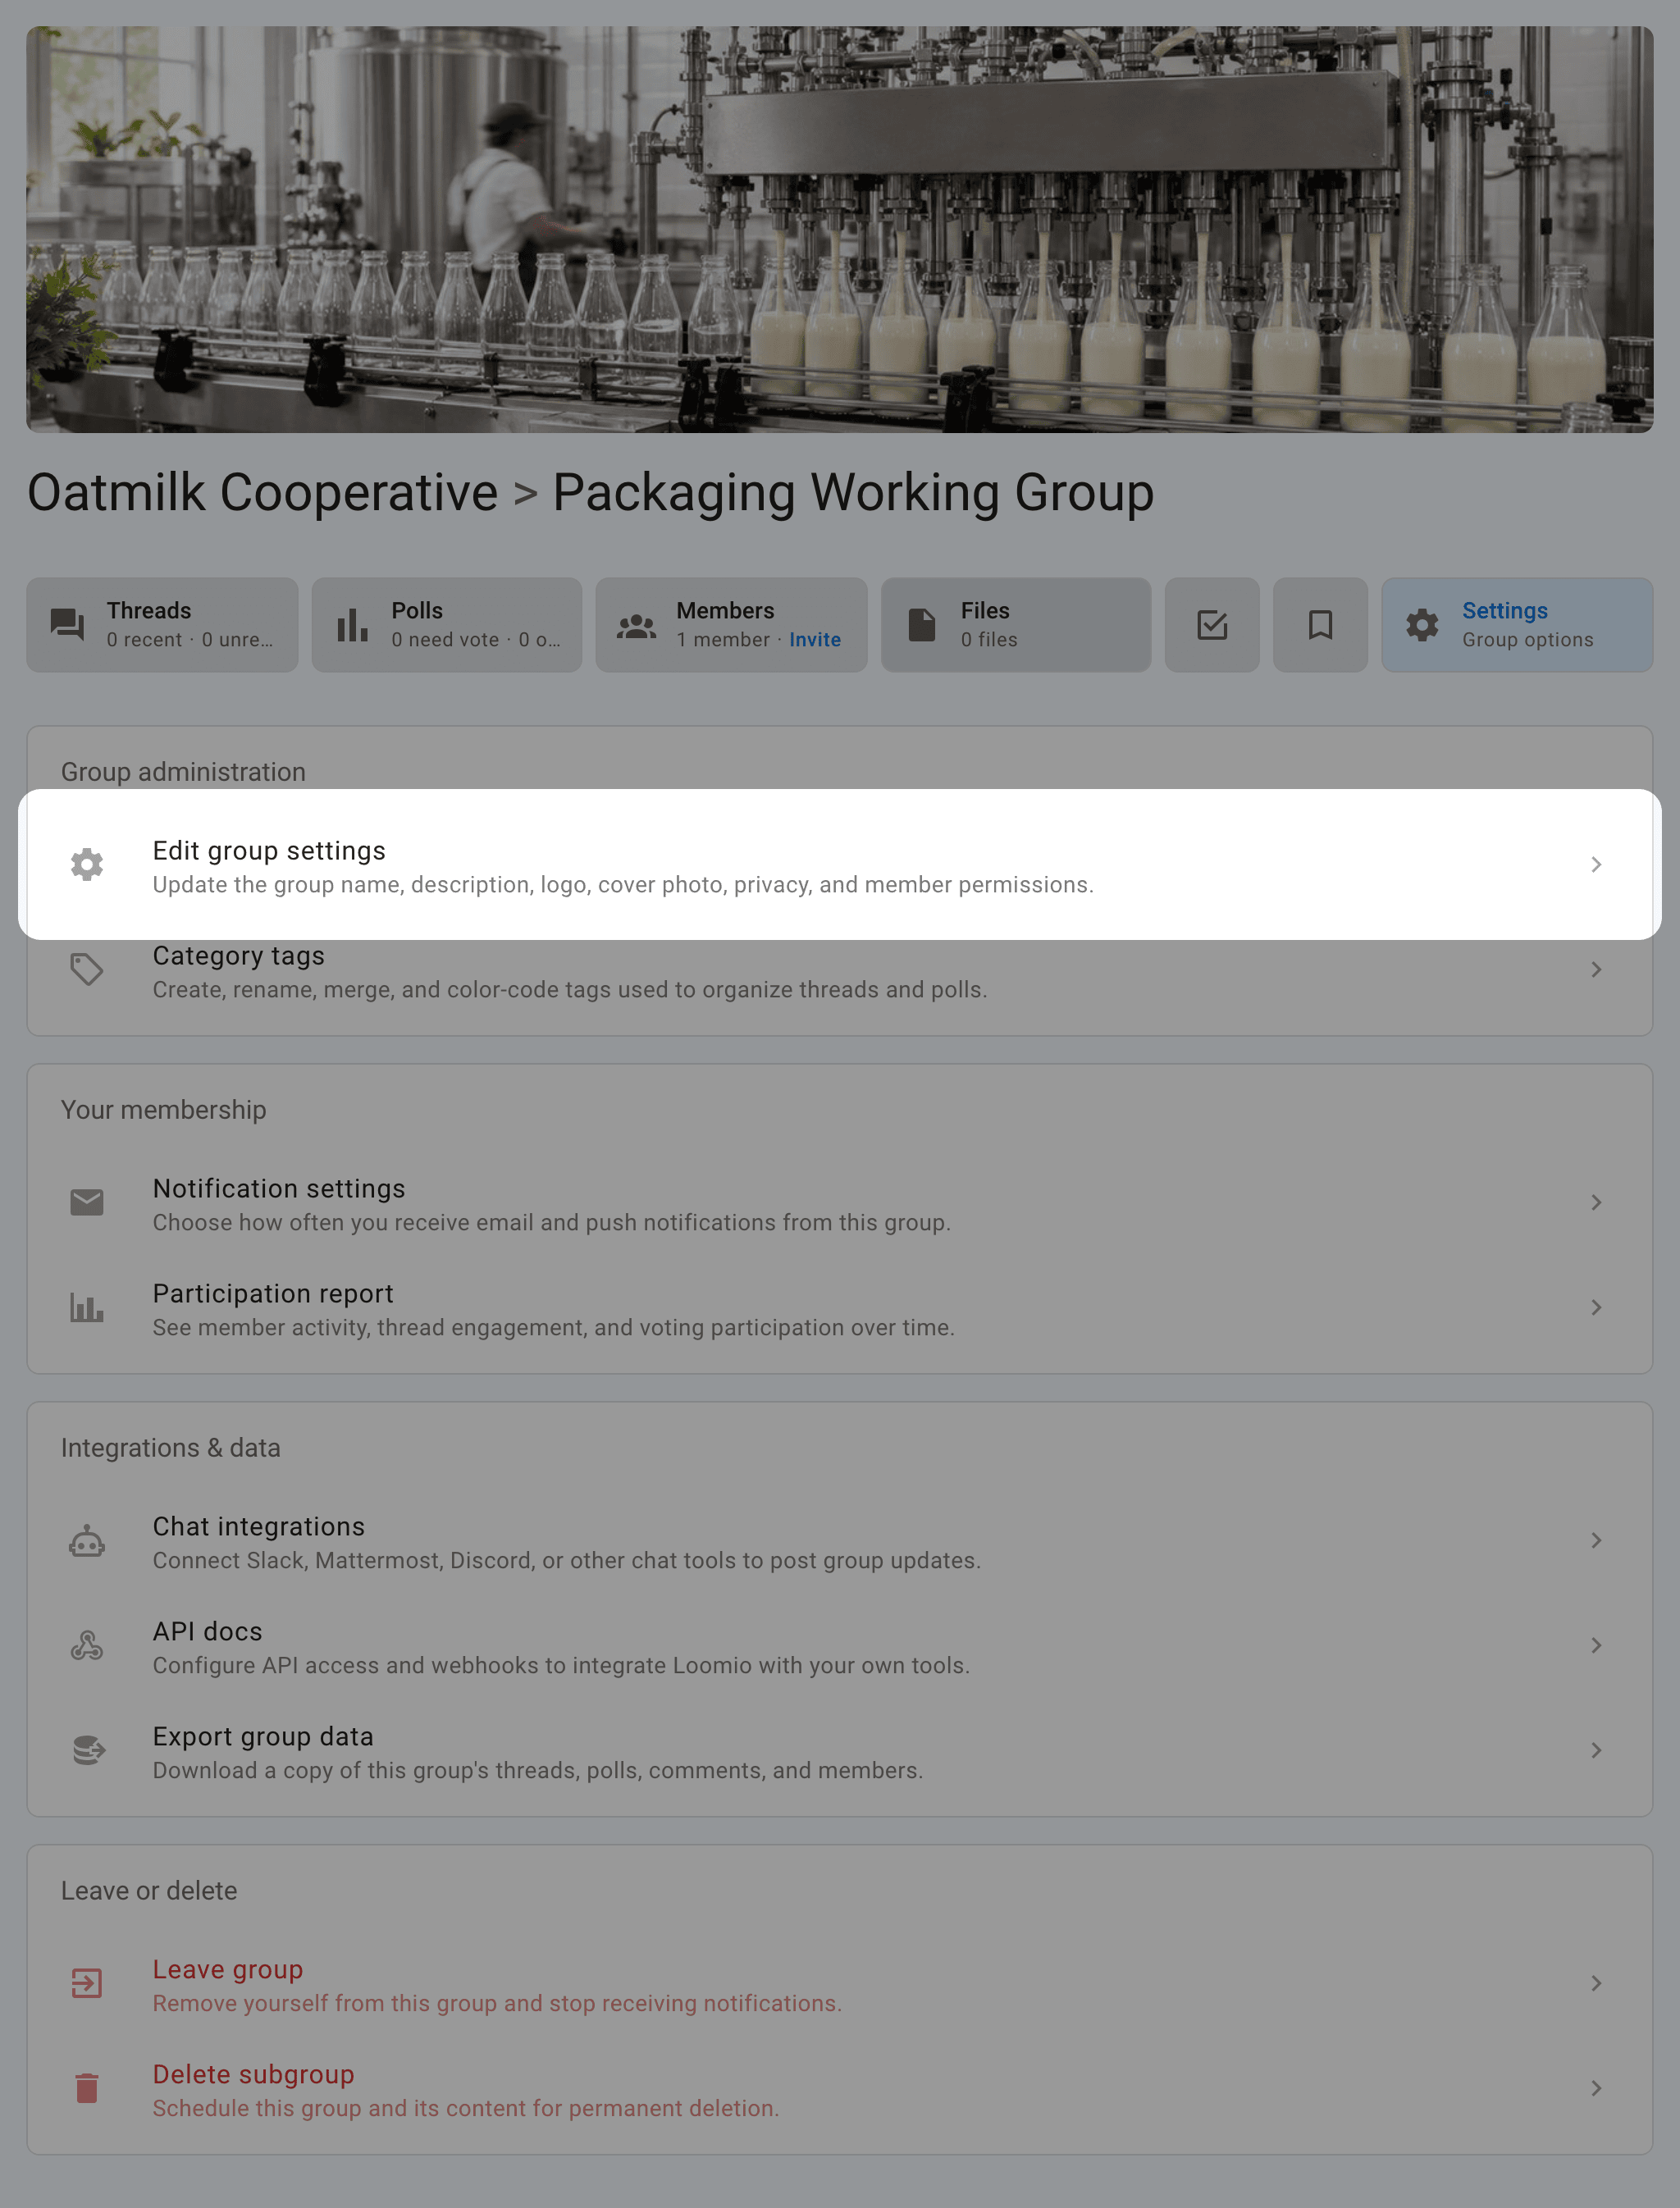 Oatmilk Cooperative > Packaging Working Group
Threads
0 recent · 0 unre...
Polls
0 need vote · 0 o...
Members
1 member · Invite
Files
0 files
Settings
Group options
Group administration
Edit group settings
Update the group name, description, logo, cover photo, privacy, and member permissions.
Category tags
Create, rename, merge, and color-code tags used to organize threads and polls.
Your membership
Notification settings
Choose how often you receive email and push notifications from this group.
Participation report
See member activity, thread engagement, and voting participation over time.
Integrations & data
Chat integrations
Connect Slack, Mattermost, Discord, or other chat tools to post group updates.
API docs
Configure API access and webhooks to integrate Loomio with your own tools.
Export group data
Download a copy of this group's threads, polls, comments, and members.
Leave or delete
Leave group
Remove yourself from this group and stop receiving notifications.
Delete subgroup
Schedule this group and its content for permanent deletion.